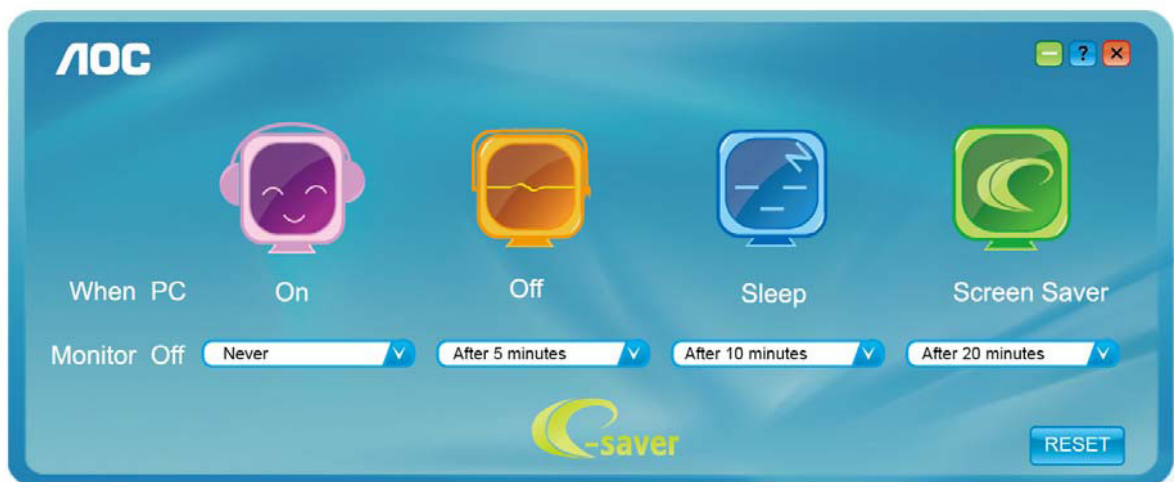 AOC
?
When PC On Off Sleep Screen Saver
Monitor Off Never After 5 minutes After 10 minutes After 20 minutes
e-saver
RESET